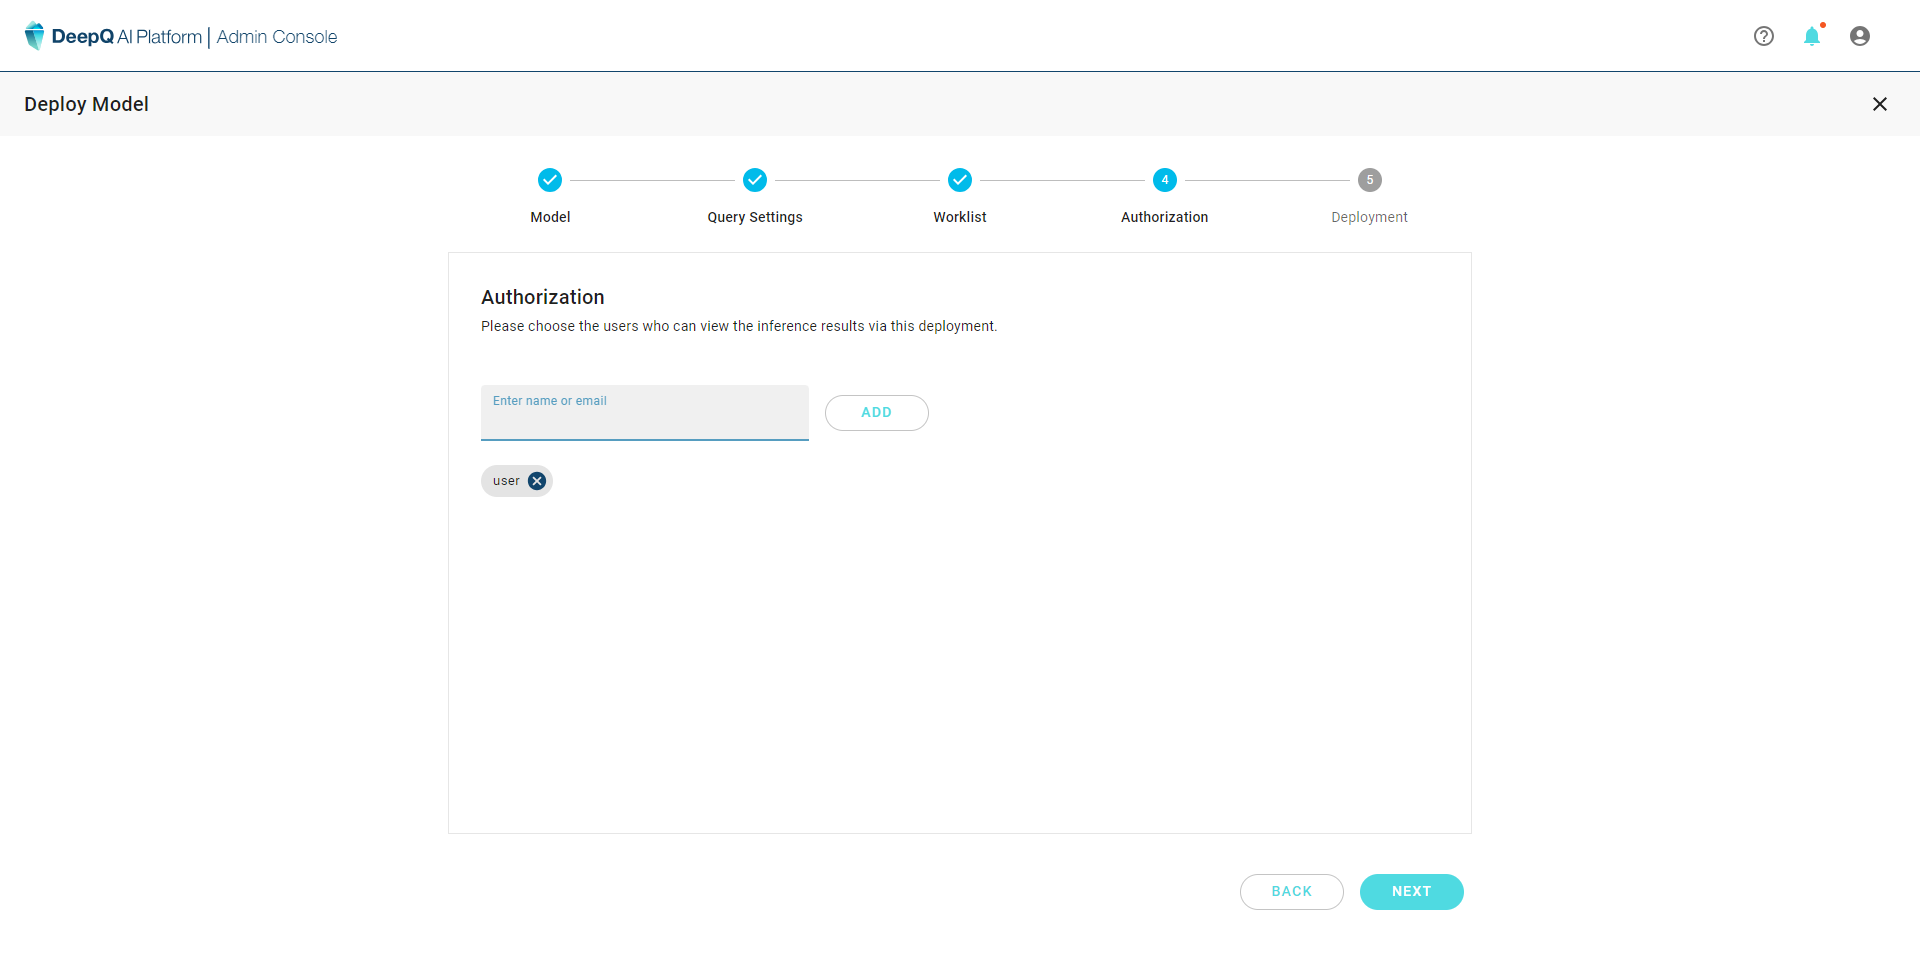 DeepQ AI Platform | Admin Console
Deploy Model
4
5
Model
Query Settings
Worklist
Authorization
Deployment
Authorization
Please choose the users who can view the inference results via this deployment.
Enter name or email
ADD
user
BACK
NEXT